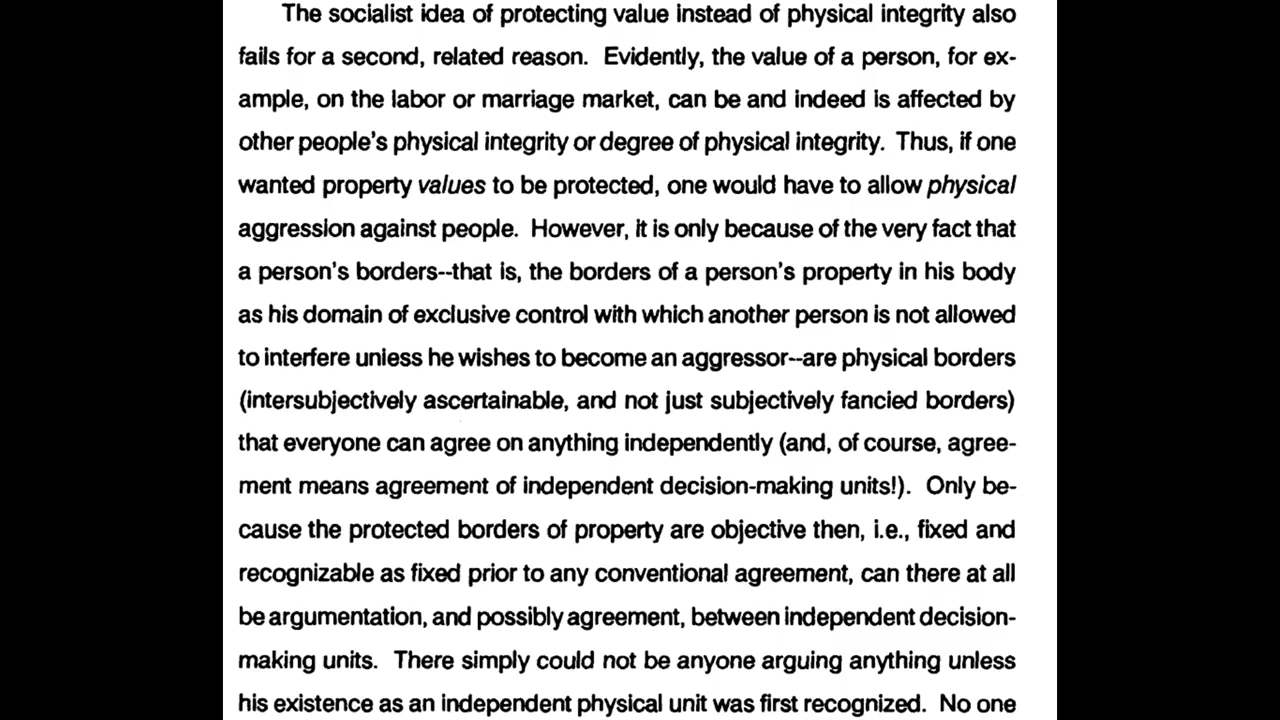 The socialist idea of protecting value instead of physical integrity also
fails for a second, related reason. Evidently, the value of a person, for ex-
ample, on the labor or marriage market, can be and indeed is affected by
other people's physical integrity or degree of physical integrity. Thus, if one
wanted property values to be protected, one would have to allow physical
aggression against people. However, it is only because of the very fact that
a person's borders--that is, the borders of a person's property in his body
as his domain of exclusive control with which another person is not allowed
to interfere unless he wishes to become an aggressor--are physical borders
(intersubjectively ascertainable, and not just subjectively fancied borders)
that everyone can agree on anything independently (and, of course, agree-
ment means agreement of independent decision-making units!). Only be-
cause the protected borders of property are objective then, i.e., fixed and
recognizable as fixed prior to any conventional agreement, can there at all
be argumentation, and possibly agreement, between independent decision-
making units. There simply could not be anyone arguing anything unless
his existence as an independent physical unit was first recognized. No one